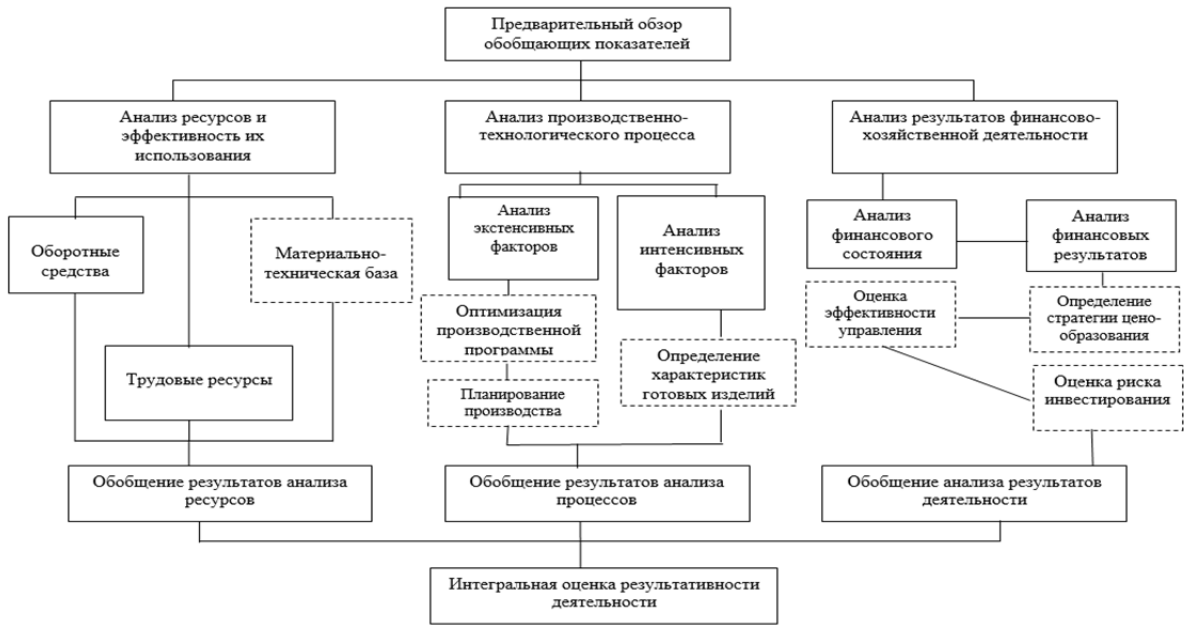 Предварительный обзор
обобщающих показателей
Анализ ресурсов и
эффективность их
использования
Анализ производственно-
технологического процесса
Анализ результатов финансово-
хозяйственной деятельности
Оборотные
средства
Материально-
техническая база
Трудовые ресурсы
Анализ
экстенсивных
факторов
Анализ
интенсивных
факторов
Оптимизация
производственной
программы
Планирование
производства
Определение
характеристик
готовых изделий
Анализ
финансового
состояния
Анализ
финансовых
результатов
Оценка
эффективности
управления
Определение
стратегии цено-
образования
Оценка риска
инвестирования
Обобщение результатов анализа
ресурсов
Обобщение результатов анализа
процессов
Обобщение анализа результатов
деятельности
Интегральная оценка результативности
деятельности